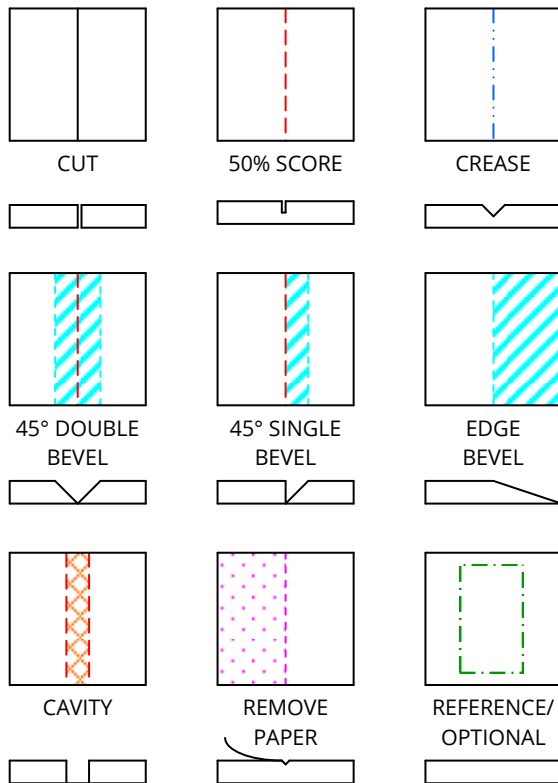 CUT
50% SCORE
CREASE
45° DOUBLE
BEVEL
45° SINGLE
BEVEL
EDGE
BEVEL
CAVITY
REMOVE
PAPER
REFERENCE/
OPTIONAL